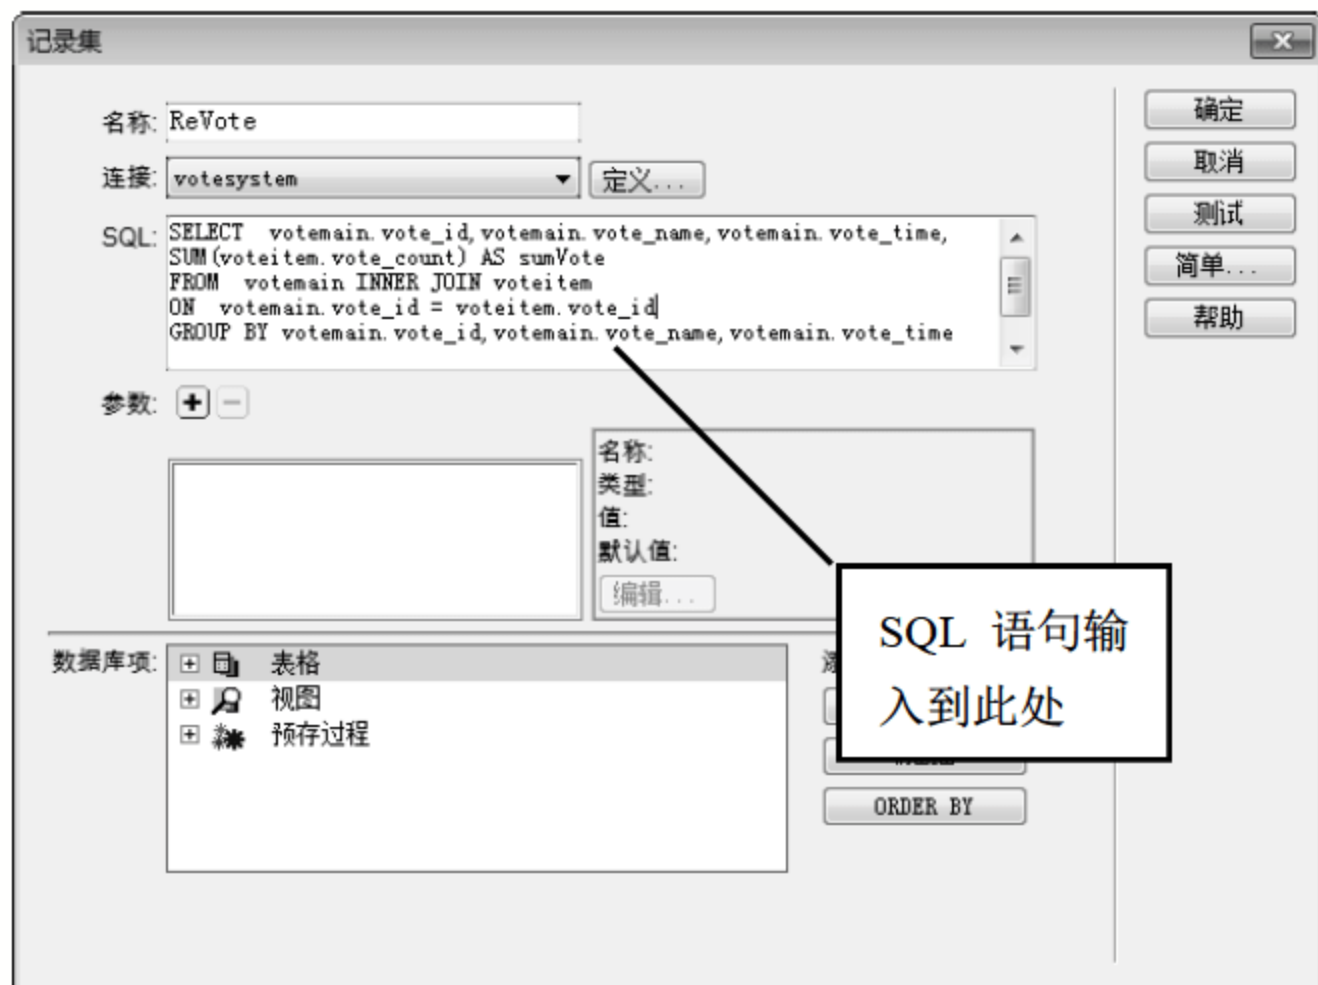 记录集
名称: ReVote
确定
连接: votesystem 定义...
取消
SQL: SELECT votemain.vote_id,votemain.vote_name,votemain.vote_time,
SUM(voteitem.vote_count) AS sumVote
FROM votemain INNER JOIN voteitem
ON votemain.vote_id = voteitem.vote_id
GROUP BY votemain.vote_id,votemain.vote_name,votemain.vote_time
测试
简单...
帮助
参数:
名称:
类型:
值:
默认值:
编辑...
SQL 语句输
入到此处
数据库项: 表格
视图
预存过程
ORDER BY